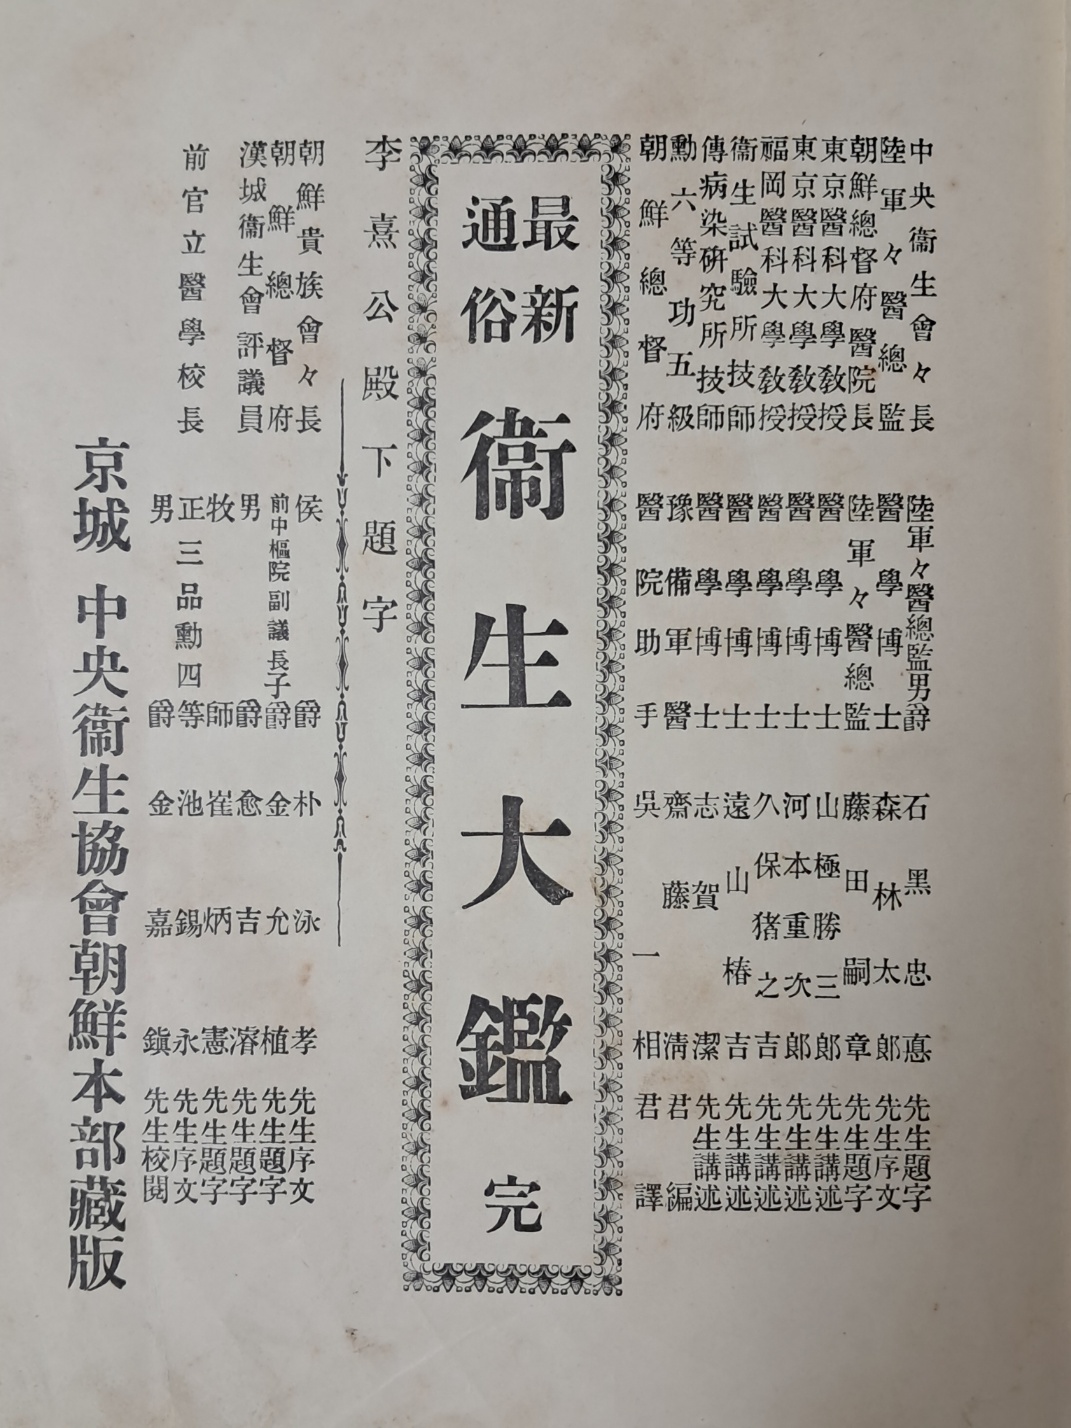 中央衞生會々長 陸軍々醫總監男爵 石黑忠悳先生題字
陸軍々醫總監 醫學博士 森林太郞先生序文
朝鮮總督府醫院長 陸軍々醫總監 藤田嗣章先生題字
東京醫科大學敎授 醫學博士 山極勝三郞先生講述
東京醫科大學敎授 醫學博士 河本重次郞先生講述
福岡醫科大學敎授 醫學博士 久保猪之吉先生講述
衞生試驗所技師 醫學博士 遠山椿吉先生講述
傳病染硏究所技師 醫學博士 志賀潔先生講述
勳六等功五級 豫備軍醫 齋藤淸君編
朝鮮總督府 醫院助手 吳一相君譯
最新
通俗
衞生大鑑 完
李熹公殿下題字
朝鮮貴族會々長 侯爵 朴泳孝先生序文
朝鮮總督府 前中樞院副議長子爵 金允植先生題字
漢城衞生會評議員 男爵 愈吉濬先生題字
牧師 崔炳憲先生題字
前官立醫學校長 正三品勳四等 池錫永先生序文
男爵 金嘉鎭先生校閱
京城 中央衞生協會朝鮮本部藏版